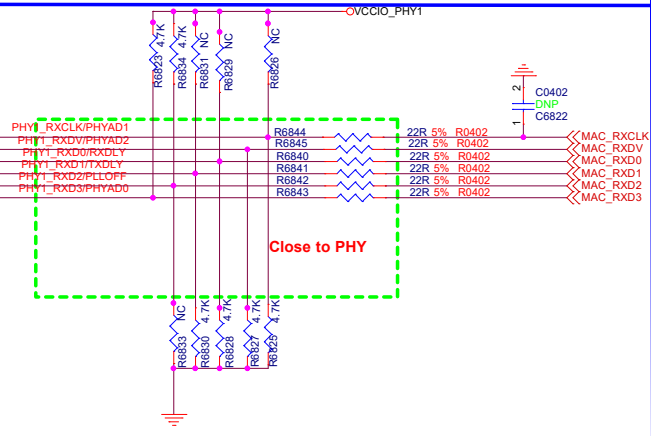 VCCIO_PHY1
R6823 4.7K
R6834 4.7K
R6831 NC
R6829 NC
R6826 NC
2
C0402
DNP
1
C6822
PHY1_RXCLK/PHYAD1 R6844 22R 5% R0402 MAC_RXCLK
PHY1_RXDV/PHYAD2 R6845 22R 5% R0402 MAC_RXDV
PHY1_RXD0/RXDLY R6840 22R 5% R0402 MAC_RXD0
PHY1_RXD1/TXDLY R6841 22R 5% R0402 MAC_RXD1
PHY1_RXD2/PLLOFF R6842 22R 5% R0402 MAC_RXD2
PHY1_RXD3/PHYAD0 R6843 22R 5% R0402 MAC_RXD3
Close to PHY
R6833 NC
R6830 4.7K
R6828 4.7K
R6827 4.7K
R6825 4.7K